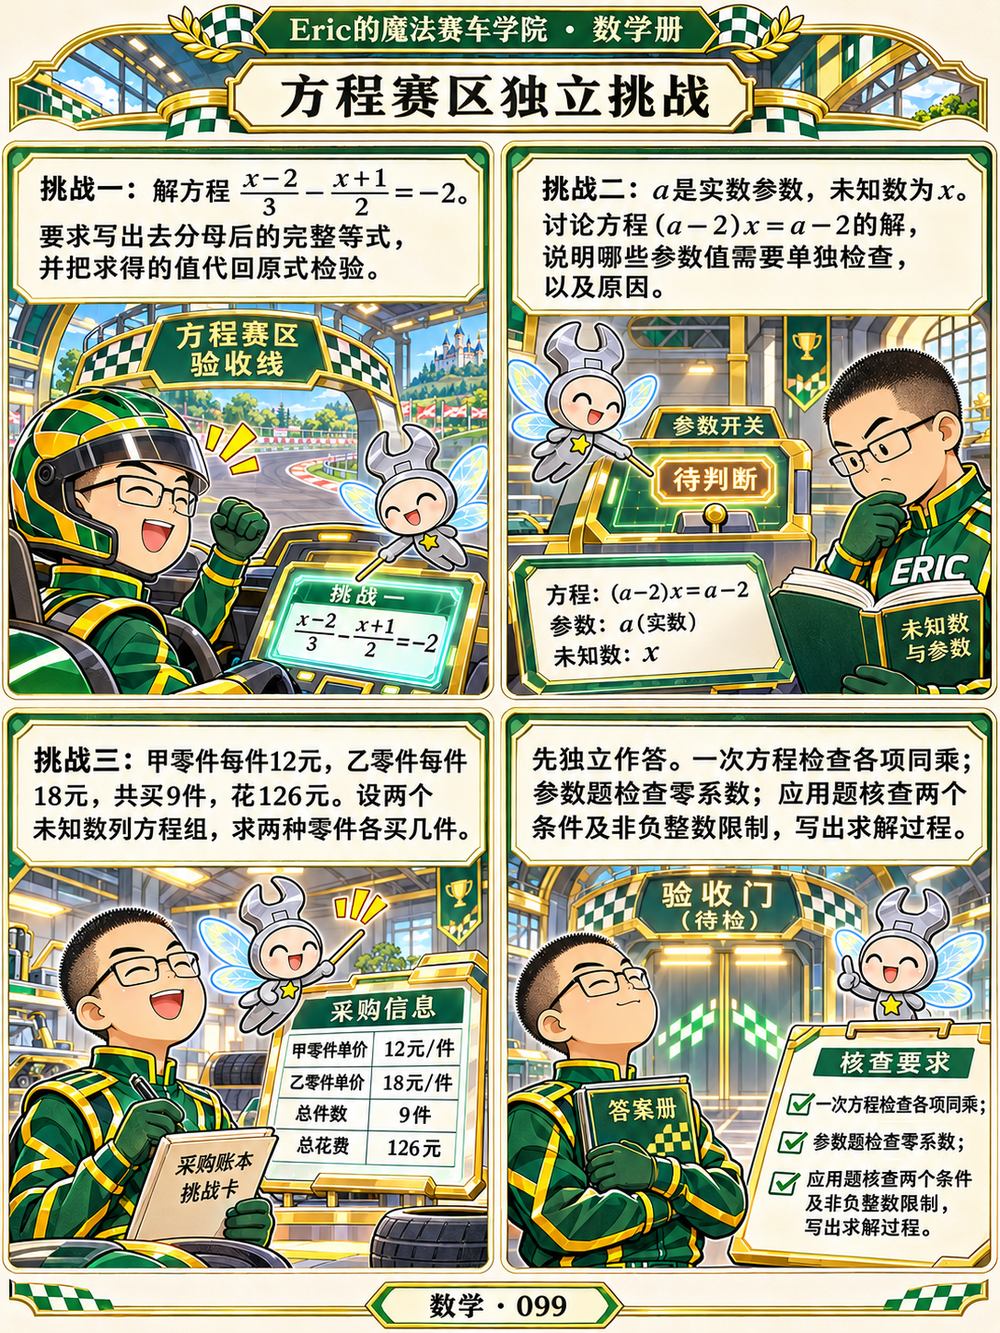 Eric的魔法赛车学院 · 数学册
方程赛区独立挑战
挑战一：解方程 (x−2)/3 − (x+1)/2 = −2。
要求写出去分母后的完整等式，
并把求得的值代回原式检验。
方程赛区
验收线
挑战一
(x−2)/3 − (x+1)/2 = −2
挑战二：a是实数参数，未知数为x。
讨论方程(a−2)x=a−2的解，
说明哪些参数值需要单独检查，
以及原因。
参数开关
待判断
ERIC
方程：(a−2)x=a−2
参数：a(实数)
未知数：x
未知数
与参数
挑战三：甲零件每件12元，乙零件每件
18元，共买9件，花126元。设两个
未知数列方程组，求两种零件各买几件。
采购信息
甲零件单价 12元/件
乙零件单价 18元/件
总件数 9件
总花费 126元
采购账本
挑战卡
先独立作答。一次方程检查各项同乘；
参数题检查零系数；应用题核查两个
条件及非负整数限制，写出求解过程。
验收门
(待检)
答案册
核查要求
一次方程检查各项同乘；
参数题检查零系数；
应用题核查两个条件
及非负整数限制，
写出求解过程。
数学 · 099